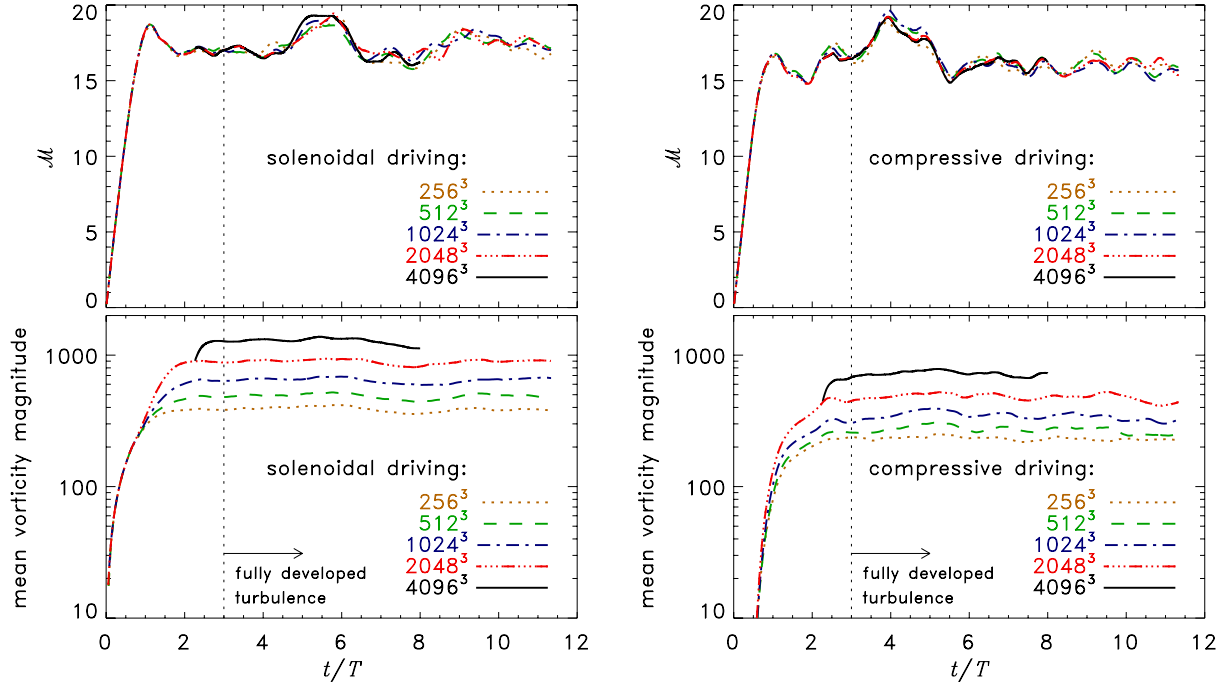 20
15
10
5
0
ℳ
solenoidal driving:
256³
512³
1024³
2048³
4096³
20
15
10
5
0
ℳ
compressive driving:
256³
512³
1024³
2048³
4096³
1000
100
10
mean vorticity magnitude
solenoidal driving:
256³
512³
1024³
2048³
4096³
fully developed
turbulence
0 2 4 6 8 10 12
t/T
1000
100
10
mean vorticity magnitude
compressive driving:
256³
512³
1024³
2048³
4096³
fully developed
turbulence
0 2 4 6 8 10 12
t/T